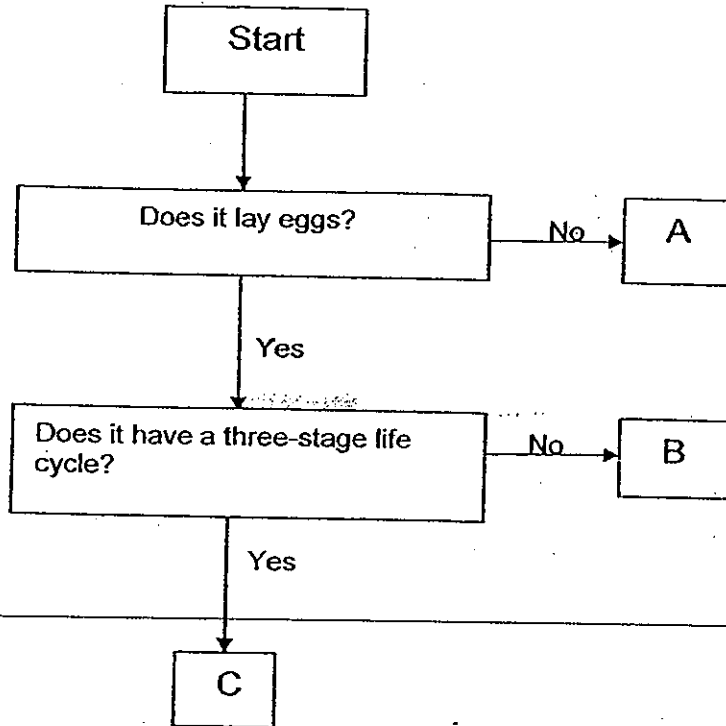 Start
Does it lay eggs?
No
A
Yes
Does it have a three-stage life
cycle?
No
B
Yes
C